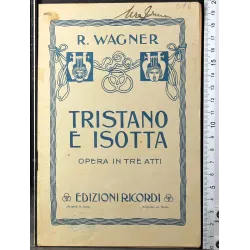 R. WAGNER
TRISTANO
E ISOTTA
OPERA IN TRE ATTI
EDIZIONI RICORDI